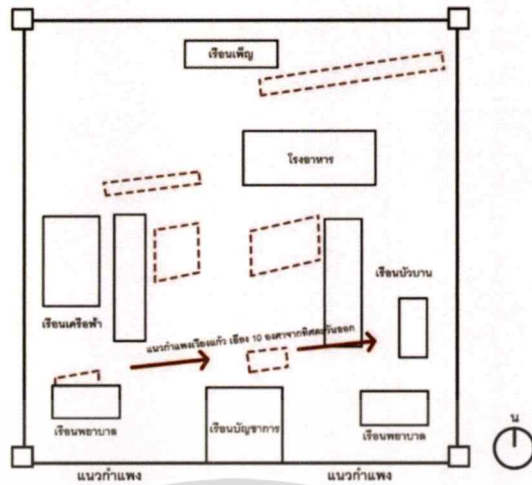 เรือนเพ็ญ
โรงอาหาร
เรือนบัวบาน
เรือนเครือฟ้า
แนวกำแพงเวียงแก้ว เอียง 10 องศาจากทิศตะวันออก
น
เรือนพยาบาล
เรือนบัญชาการ
เรือนพยาบาล
แนวกำแพง
แนวกำแพง